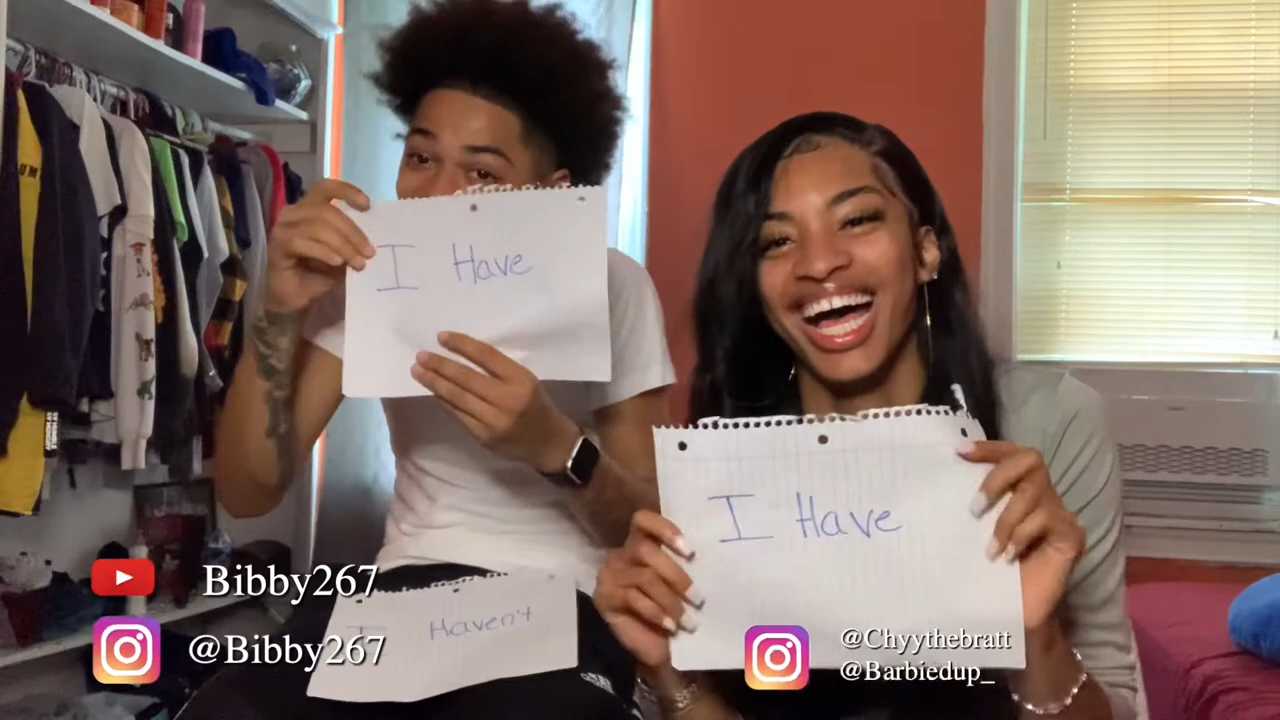 I Have
I Have
I Haven't
Bibby267
@Bibby267
@Chyythebratt
@Barbiedup_